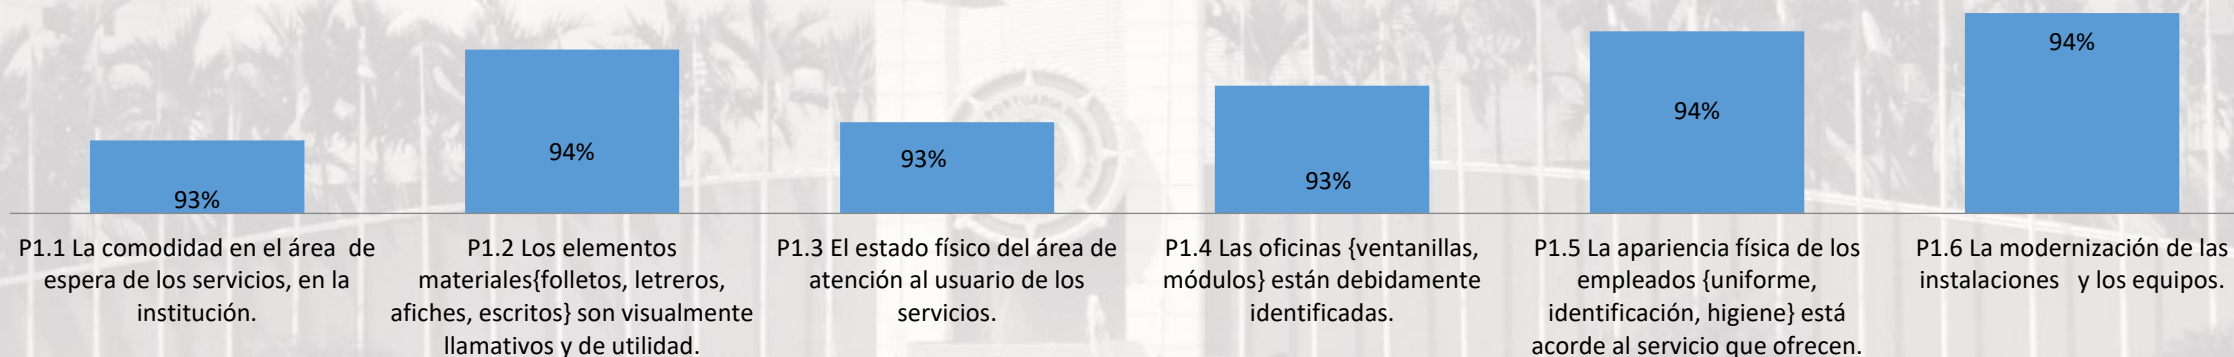 93%
94%
93%
93%
94%
94%
P1.1 La comodidad en el área  de
espera de los servicios, en la
institución.
P1.2 Los elementos
materiales{folletos, letreros,
afiches, escritos} son visualmente
llamativos y de utilidad.
P1.3 El estado físico del área de
atención al usuario de los
servicios.
P1.4 Las oficinas {ventanillas,
módulos} están debidamente
identificadas.
P1.5 La apariencia física de los
empleados {uniforme,
identificación, higiene} está
acorde al servicio que ofrecen.
P1.6 La modernización de las
instalaciones   y los equipos.